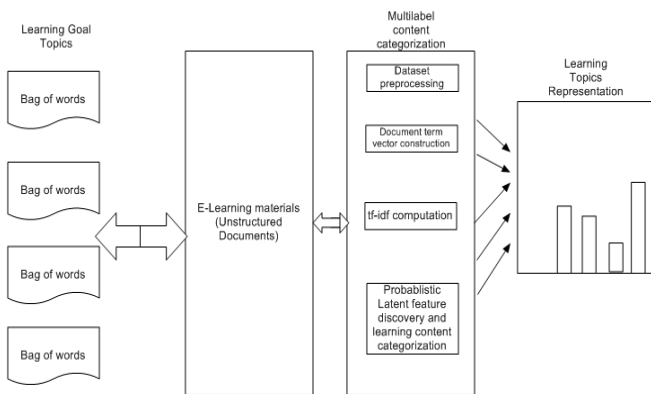 Learning Goal
Topics
Bag of words
Bag of words
Bag of words
Bag of words
E-Learning materials
(Unstructured
Documents)
Multilabel
content
categorization
Dataset
preprocessing
Document term
vector construction
tf-idf computation
Probablistic
Latent feature
discovery and
learning content
categorization
Learning
Topics
Representation